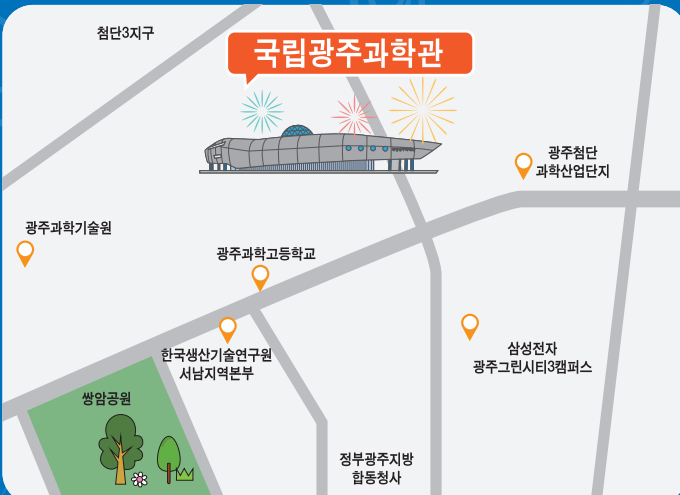 첨단3지구
국립광주과학관
광주첨단
과학산업단지
광주과학기술원
광주과학고등학교
한국생산기술연구원
서남지역본부
삼성전자
광주그린시티3캠퍼스
쌍암공원
정부광주지방
합동청사